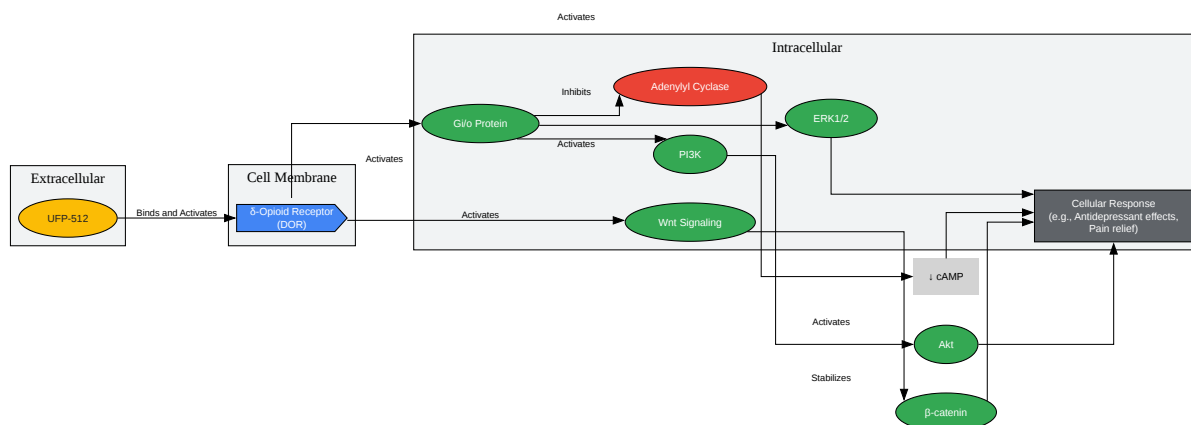 Activates
Intracellular
Adenylyl Cyclase
Inhibits
Gi/o Protein
ERK1/2
Activates
PI3K
Activates
Extracellular
Cell Membrane
UFP-512
Binds and Activates
δ-Opioid Receptor
(DOR)
Activates
Wnt Signaling
Cellular Response
(e.g., Antidepressant effects,
Pain relief)
↓ cAMP
Activates
Akt
Stabilizes
β-catenin